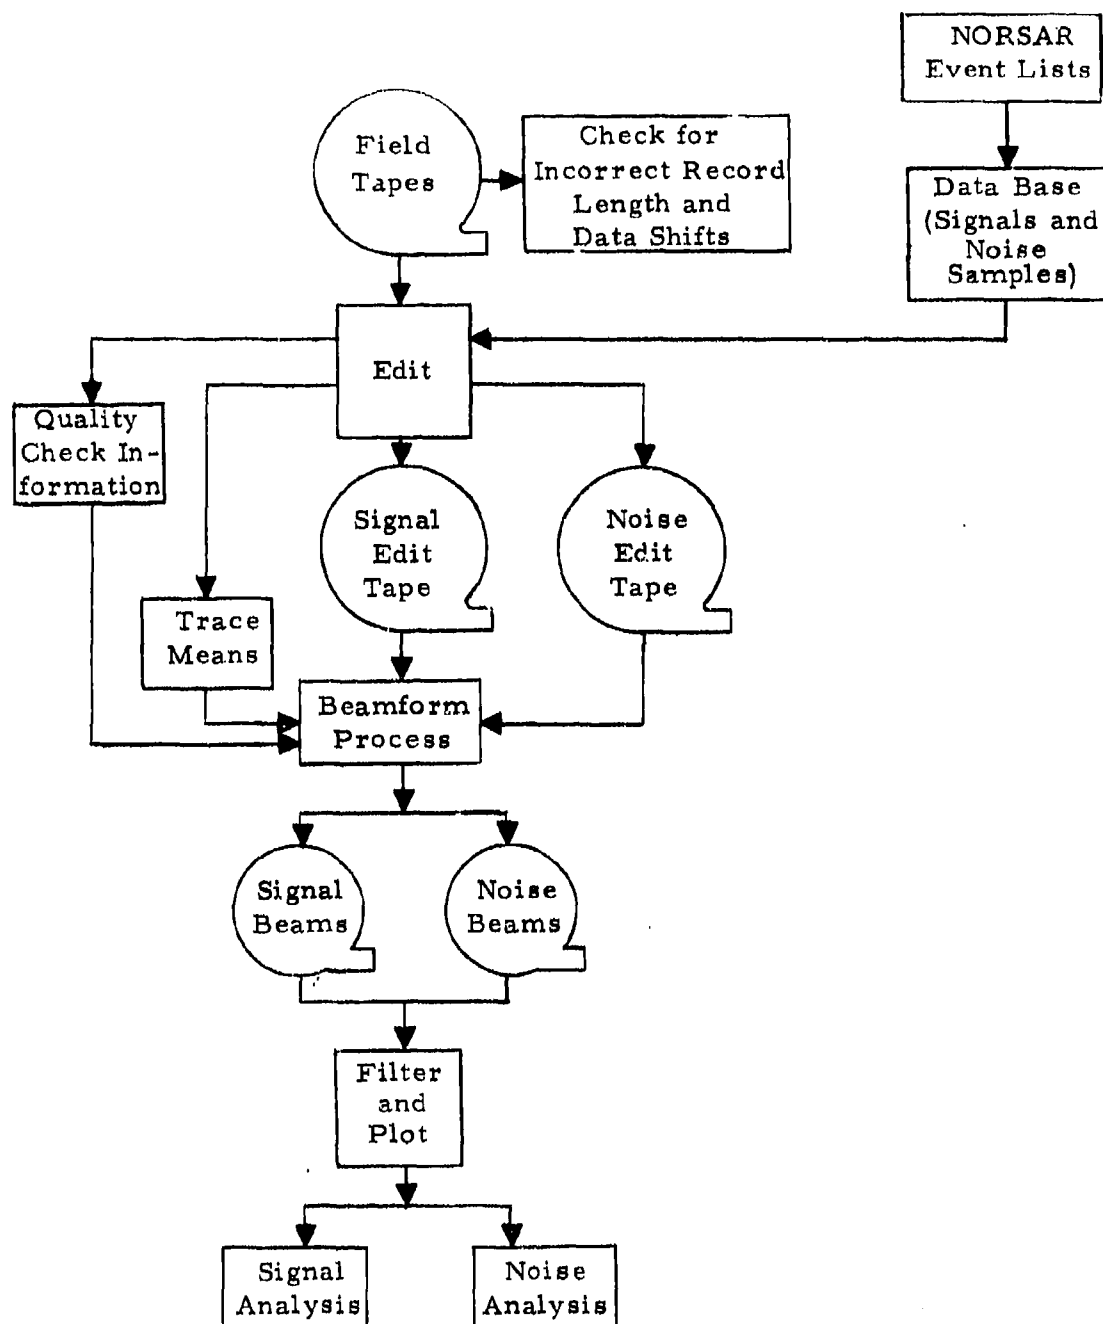 NORSAR
Event Lists
Field
Tapes
Check for
Incorrect Record
Length and
Data Shifts
Data Base
(Signals and
Noise
Samples)
Edit
Quality
Check In-
formation
Signal
Edit
Tape
Noise
Edit
Tape
Trace
Means
Beamform
Process
Signal
Beams
Noise
Beams
Filter
and
Plot
Signal
Analysis
Noise
Analysis